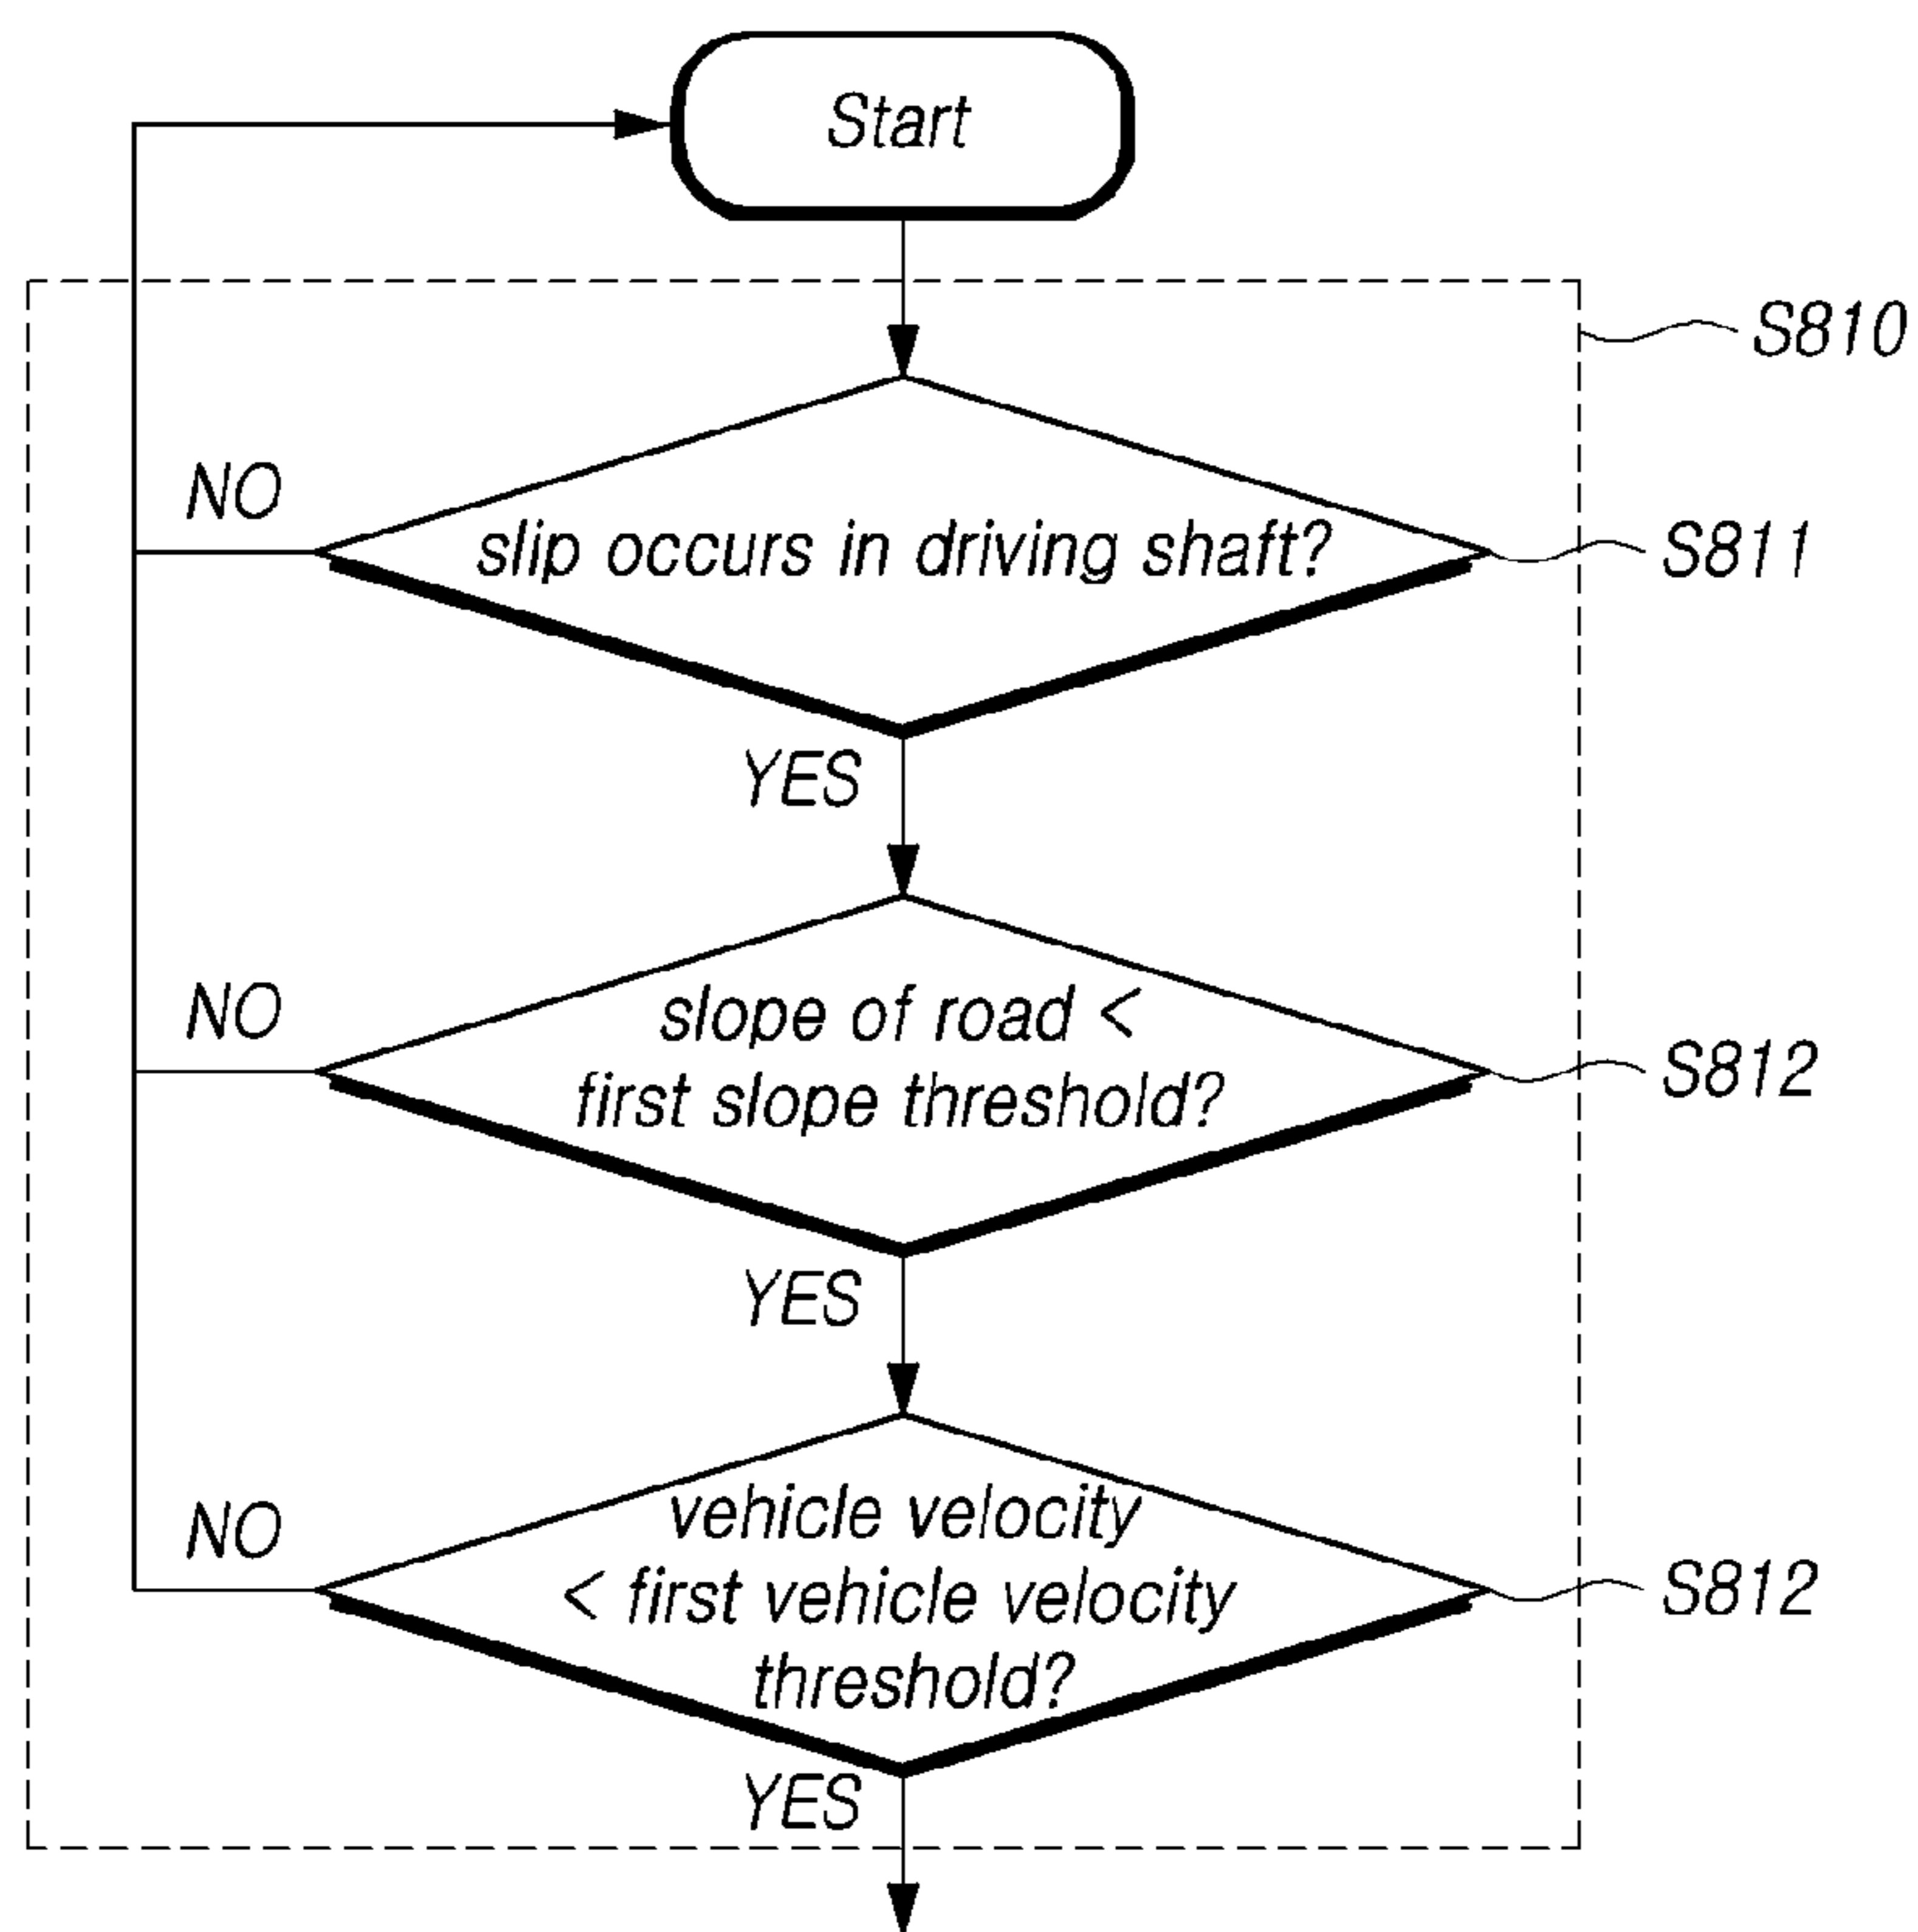 Start
S810
NO
slip occurs in driving shaft?
S811
YES
NO
slope of road <
first slope threshold?
S812
YES
NO
vehicle velocity
< first vehicle velocity
threshold?
S812
YES